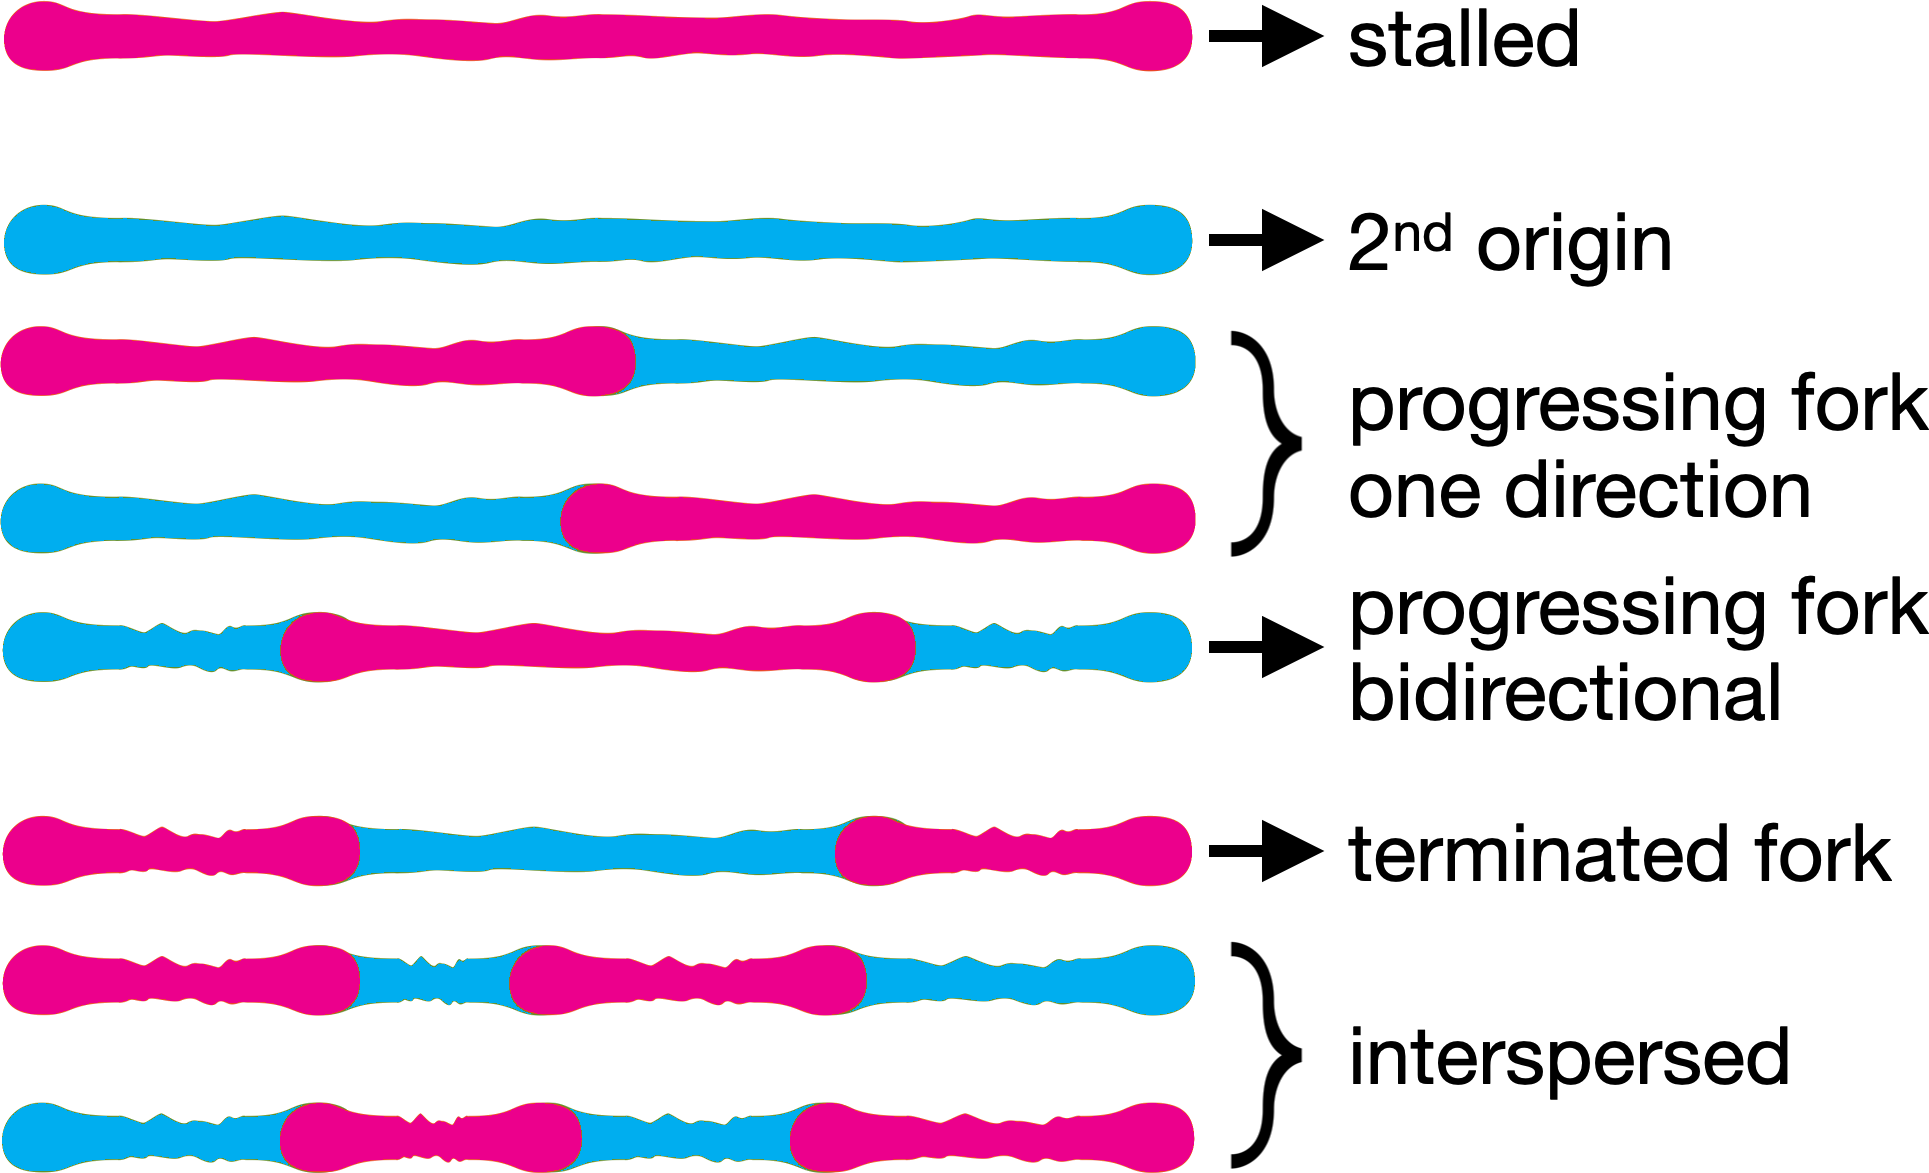 stalled
2nd origin
progressing fork
one direction
progressing fork
bidirectional
terminated fork
interspersed